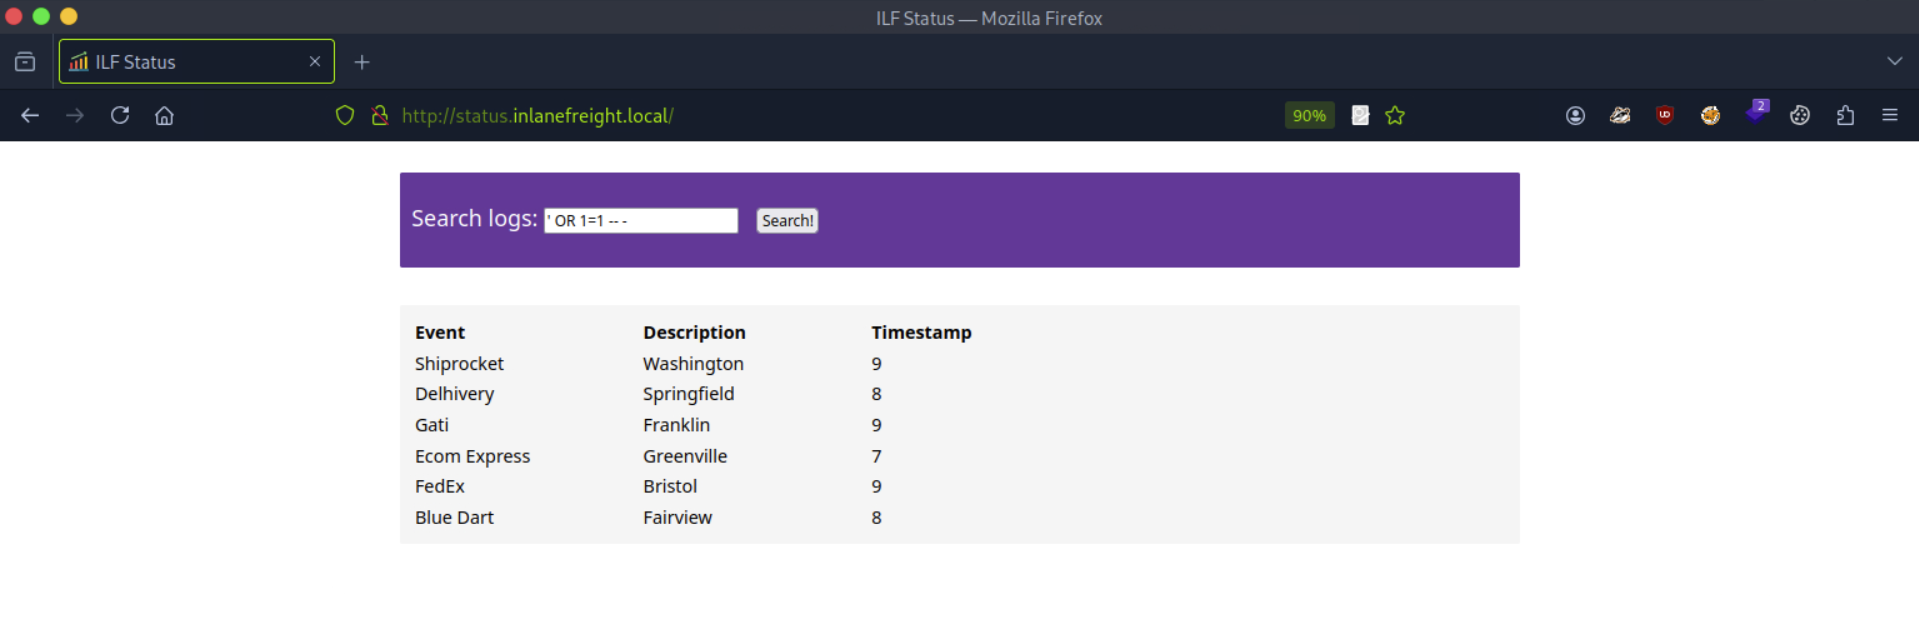 ILF Status — Mozilla Firefox
ILF Status
http://status.inlanefreight.local/ 90% 2
Search logs: ' OR 1=1 -- - Search!
Event Description Timestamp
Shiprocket Washington 9
Delhivery Springfield 8
Gati Franklin 9
Ecom Express Greenville 7
FedEx Bristol 9
Blue Dart Fairview 8